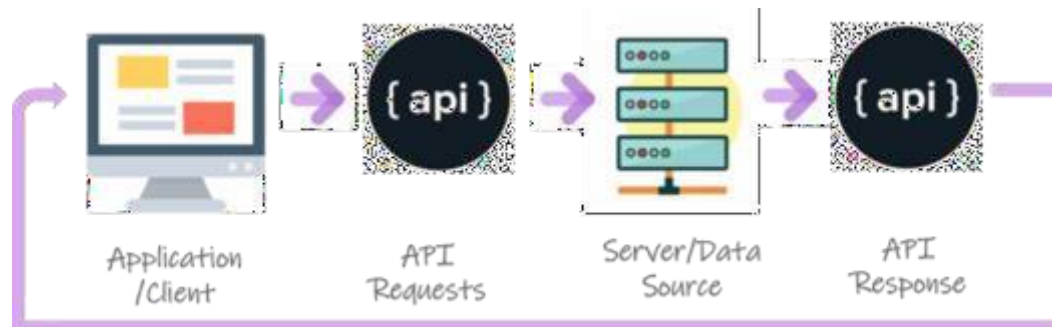 { api }
{ api }
Application
/Client
API
Requests
Server/Data
Source
API
Response